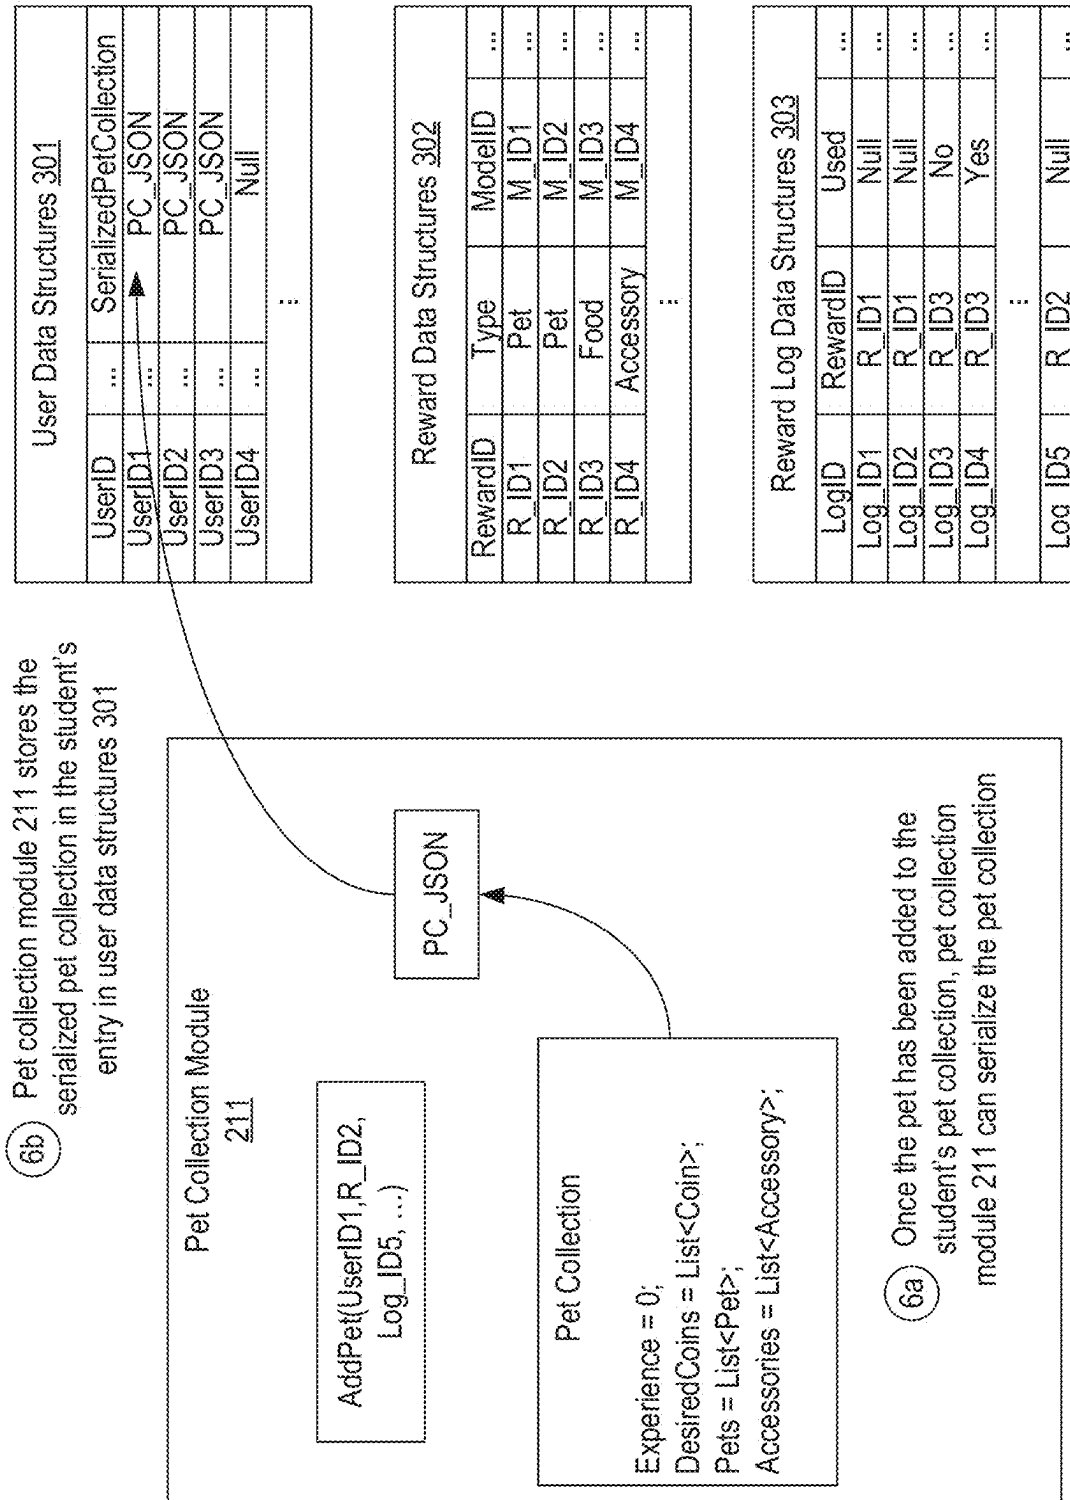 6b Pet collection module 211 stores the
serialized pet collection in the student's
entry in user data structures 301
Pet Collection Module
211
AddPet(UserID1,R_ID2,
Log_ID5, ...)
PC_JSON
Pet Collection
Experience = 0;
DesiredCoins = List<Coin>;
Pets = List<Pet>;
Accessories = List<Accessory>;
6a Once the pet has been added to the
student's pet collection, pet collection
module 211 can serialize the pet collection
User Data Structures 301
UserID ... SerializedPetCollection
UserID1 ... PC_JSON
UserID2 ... PC_JSON
UserID3 ... PC_JSON
UserID4 ... Null
...
Reward Data Structures 302
RewardID Type ModelID ...
R_ID1 Pet M_ID1 ...
R_ID2 Pet M_ID2 ...
R_ID3 Food M_ID3 ...
R_ID4 Accessory M_ID4 ...
...
Reward Log Data Structures 303
LogID RewardID Used ...
Log_ID1 R_ID1 Null ...
Log_ID2 R_ID1 Null ...
Log_ID3 R_ID3 No ...
Log_ID4 R_ID3 Yes ...
...
Log_ID5 R_ID2 Null ...